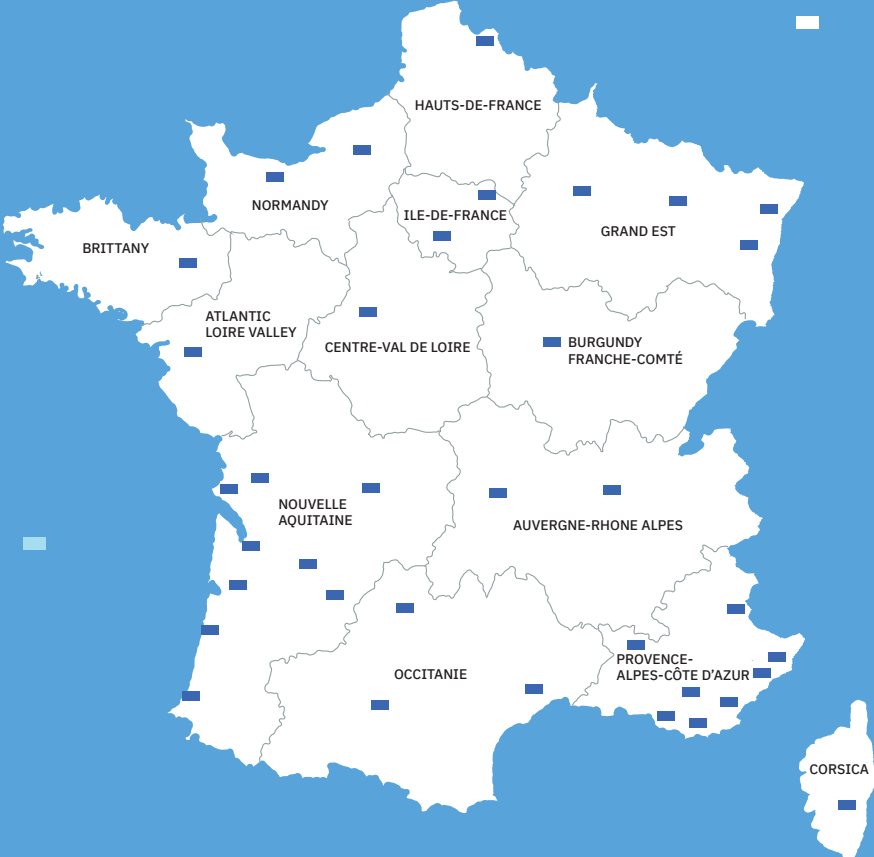 HAUTS-DE-FRANCE
NORMANDY
ILE-DE-FRANCE
GRAND EST
BRITTANY
ATLANTIC
LOIRE VALLEY
CENTRE-VAL DE LOIRE
BURGUNDY
FRANCHE-COMTÉ
NOUVELLE
AQUITAINE
AUVERGNE-RHONE ALPES
PROVENCE-
ALPES-CÔTE D'AZUR
OCCITANIE
CORSICA